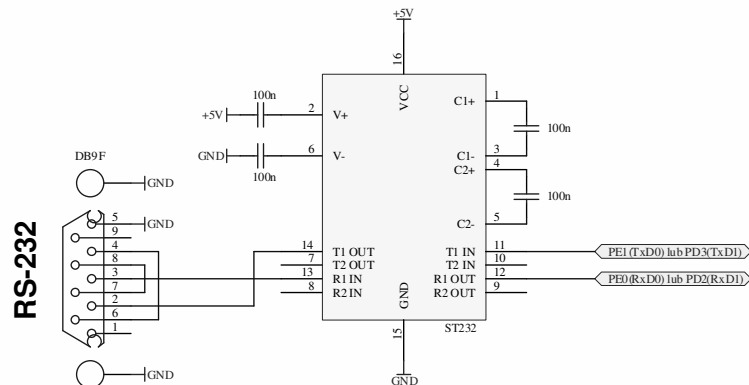 +5V
16
VCC
100n
+5V
2
V+
C1+
1
100n
GND
6
V-
100n
C1-
3
C2+
4
100n
C2-
5
DB9F
GND
RS-232
5
GND
9
4
8
3
7
2
6
1
GND
14
T1 OUT
7
T2 OUT
13
R1 IN
8
R2 IN
T1 IN
11
PE1(TxD0) lub PD3(TxD1)
T2 IN
10
R1 OUT
12
PE0(RxD0) lub PD2(RxD1)
R2 OUT
9
GND
15
ST232
GND